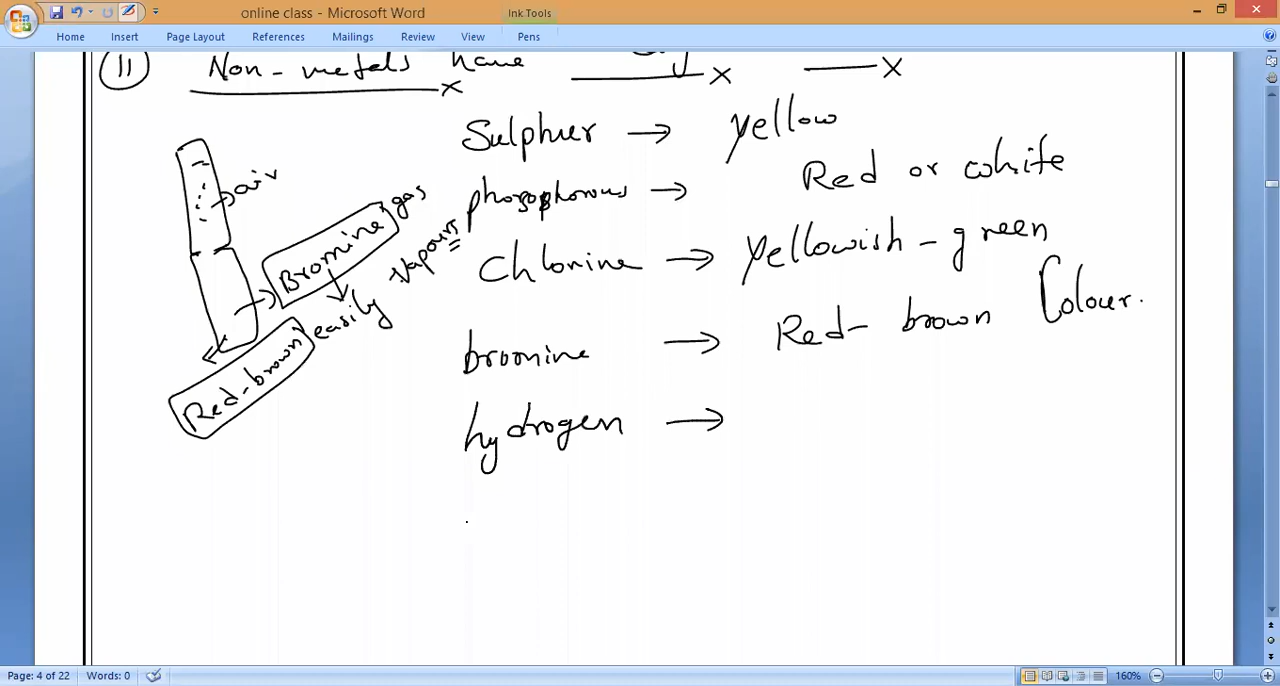 online class - Microsoft Word
Ink Tools
Home Insert Page Layout References Mailings Review View Pens
11 Non-metals have
Sulphur → yellow
phosophorous → Red or white
Chlorine → yellowish - green
bromine → Red- brown Colour.
hydrogen →
air
Bromine gas
easily vapours
Red-brown
Page: 4 of 22 Words: 0 160%